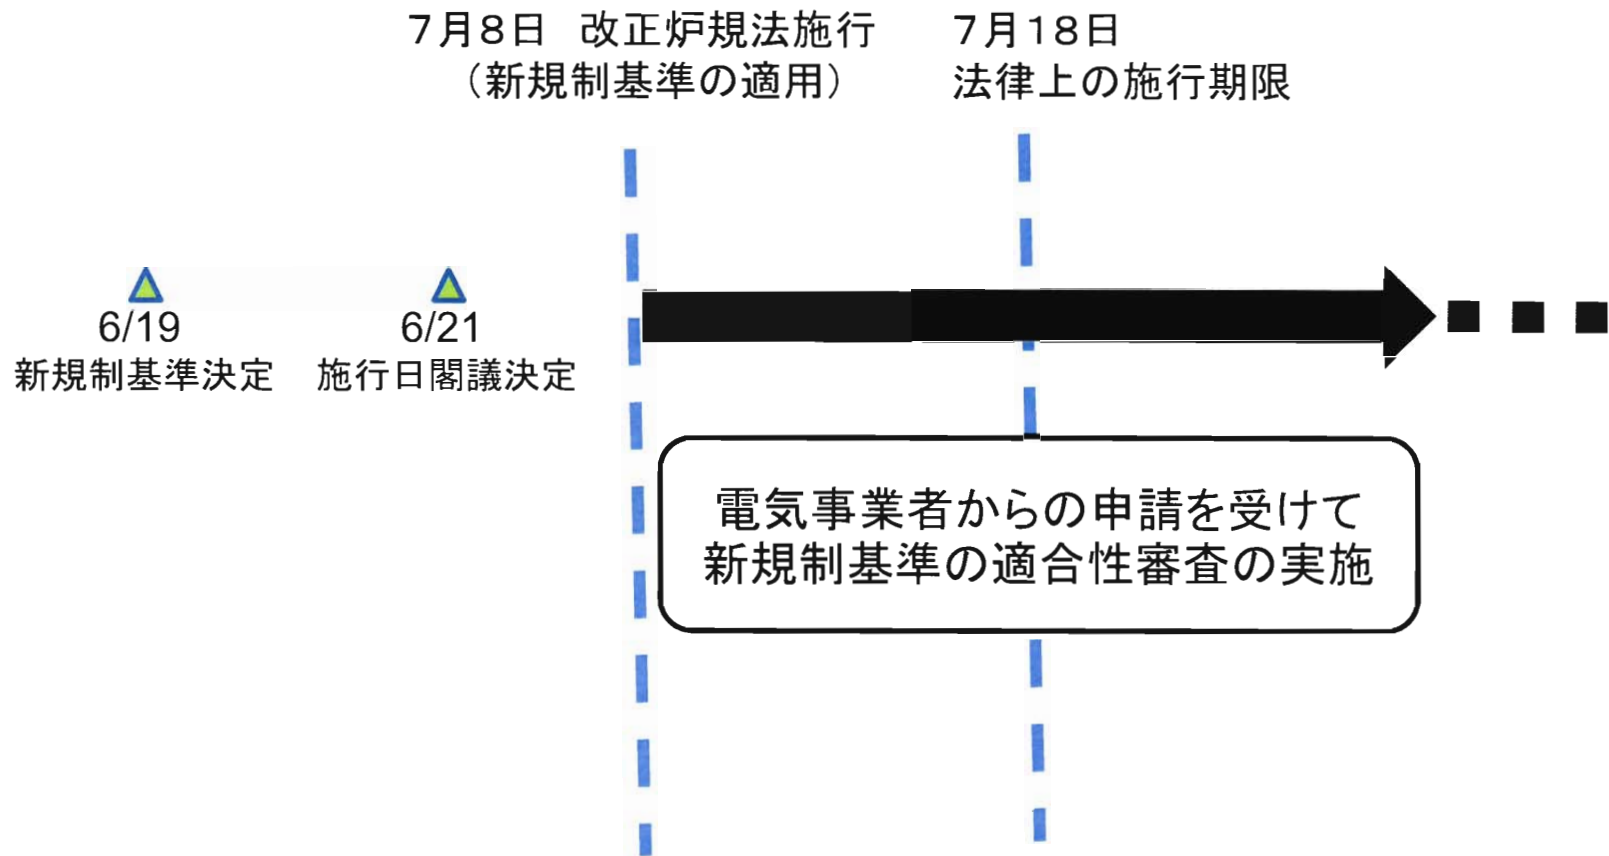 7月8日　改正炉規法施行
（新規制基準の適用）
7月18日
法律上の施行期限
6/19
新規制基準決定
6/21
施行日閣議決定
電気事業者からの申請を受けて
新規制基準の適合性審査の実施